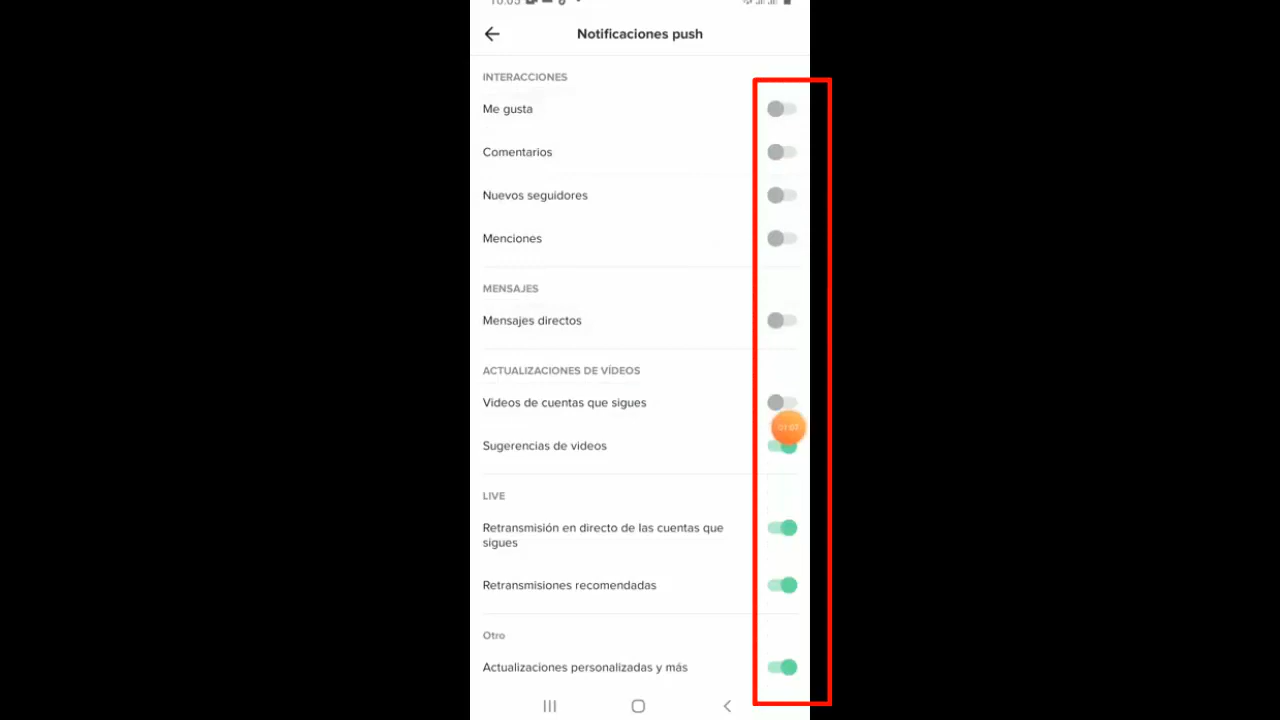 10:05
Notificaciones push
INTERACCIONES
Me gusta
Comentarios
Nuevos seguidores
Menciones
MENSAJES
Mensajes directos
ACTUALIZACIONES DE VÍDEOS
Videos de cuentas que sigues
Sugerencias de videos
LIVE
Retransmisión en directo de las cuentas que
sigues
Retransmisiones recomendadas
Otro
Actualizaciones personalizadas y más